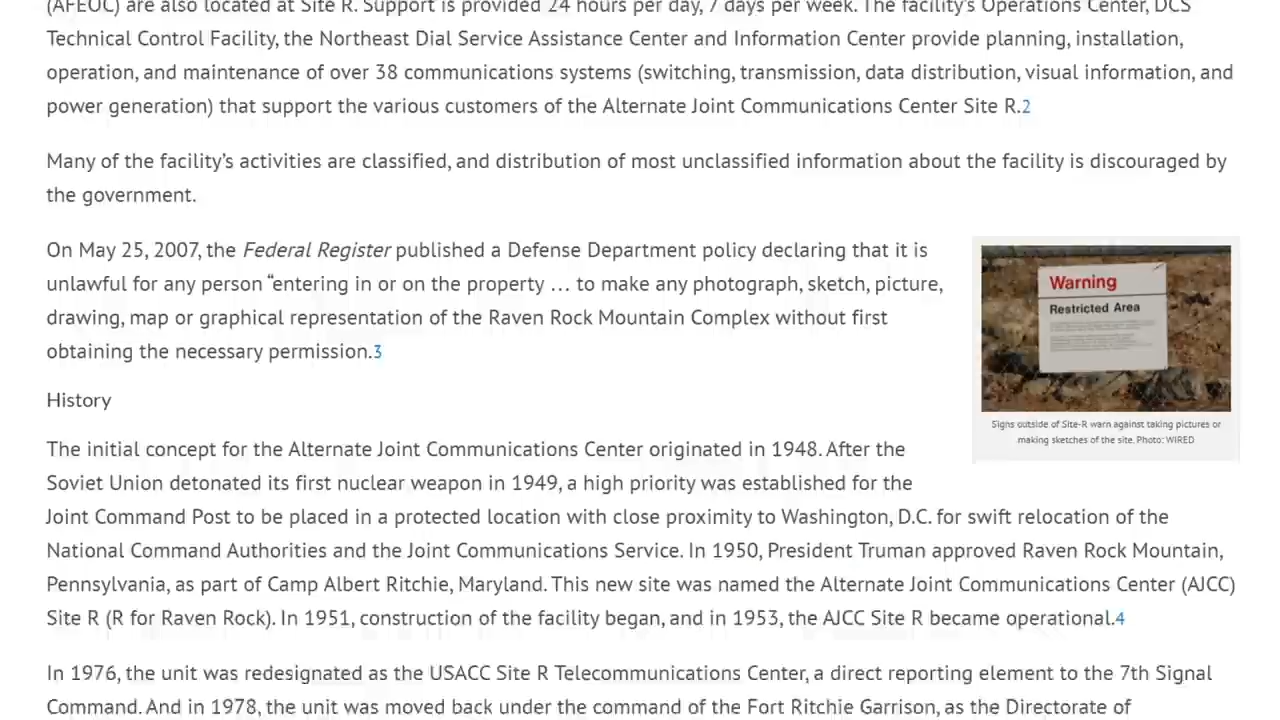 (AFEOC) are also located at Site R. Support is provided 24 hours per day, 7 days per week. The facility's Operations Center, DCS
Technical Control Facility, the Northeast Dial Service Assistance Center and Information Center provide planning, installation,
operation, and maintenance of over 38 communications systems (switching, transmission, data distribution, visual information, and
power generation) that support the various customers of the Alternate Joint Communications Center Site R.2
Many of the facility's activities are classified, and distribution of most unclassified information about the facility is discouraged by
the government.
On May 25, 2007, the Federal Register published a Defense Department policy declaring that it is
unlawful for any person “entering in or on the property … to make any photograph, sketch, picture,
drawing, map or graphical representation of the Raven Rock Mountain Complex without first
obtaining the necessary permission.3
Warning
Restricted Area
Signs outside of Site-R warn against taking pictures or
making sketches of the site. Photo: WIRED
History
The initial concept for the Alternate Joint Communications Center originated in 1948. After the
Soviet Union detonated its first nuclear weapon in 1949, a high priority was established for the
Joint Command Post to be placed in a protected location with close proximity to Washington, D.C. for swift relocation of the
National Command Authorities and the Joint Communications Service. In 1950, President Truman approved Raven Rock Mountain,
Pennsylvania, as part of Camp Albert Ritchie, Maryland. This new site was named the Alternate Joint Communications Center (AJCC)
Site R (R for Raven Rock). In 1951, construction of the facility began, and in 1953, the AJCC Site R became operational.4
In 1976, the unit was redesignated as the USACC Site R Telecommunications Center, a direct reporting element to the 7th Signal
Command. And in 1978, the unit was moved back under the command of the Fort Ritchie Garrison, as the Directorate of